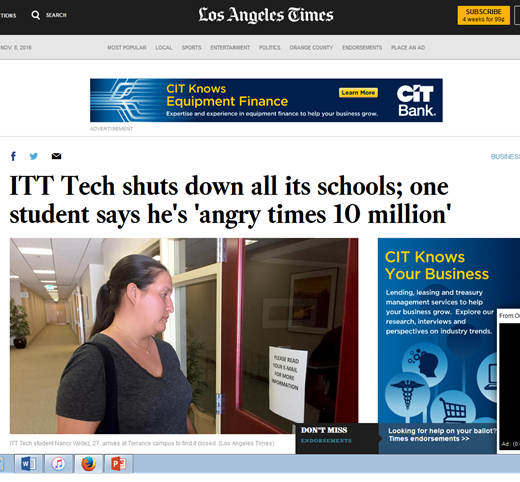 TIONS
SEARCH
Los Angeles Times
SUBSCRIBE
4 weeks for 99¢
NOV. 8, 2016
MOST POPULAR LOCAL SPORTS ENTERTAINMENT POLITICS ORANGE COUNTY ENDORSEMENTS PLACE AN AD
CIT Knows
Equipment Finance
Expertise and experience in equipment finance to help your business grow.
Learn More
CIT
Bank.
ADVERTISEMENT
BUSINESS
ITT Tech shuts down all its schools; one
student says he's 'angry times 10 million'
PLEASE READ
YOUR E-MAIL
FOR MORE
INFORMATION
ITT Tech student Nancy Valdez, 27, arrives at Torrance campus to find it closed. (Los Angeles Times)
CIT Knows
Your Business
Lending, leasing and treasury
management services to help
your business grow. Explore our
research, interviews and
perspectives on industry trends.
From Ou
Ad : (0:
DON'T MISS
ENDORSEMENTS
Looking for help on your ballot?
Times endorsements >>